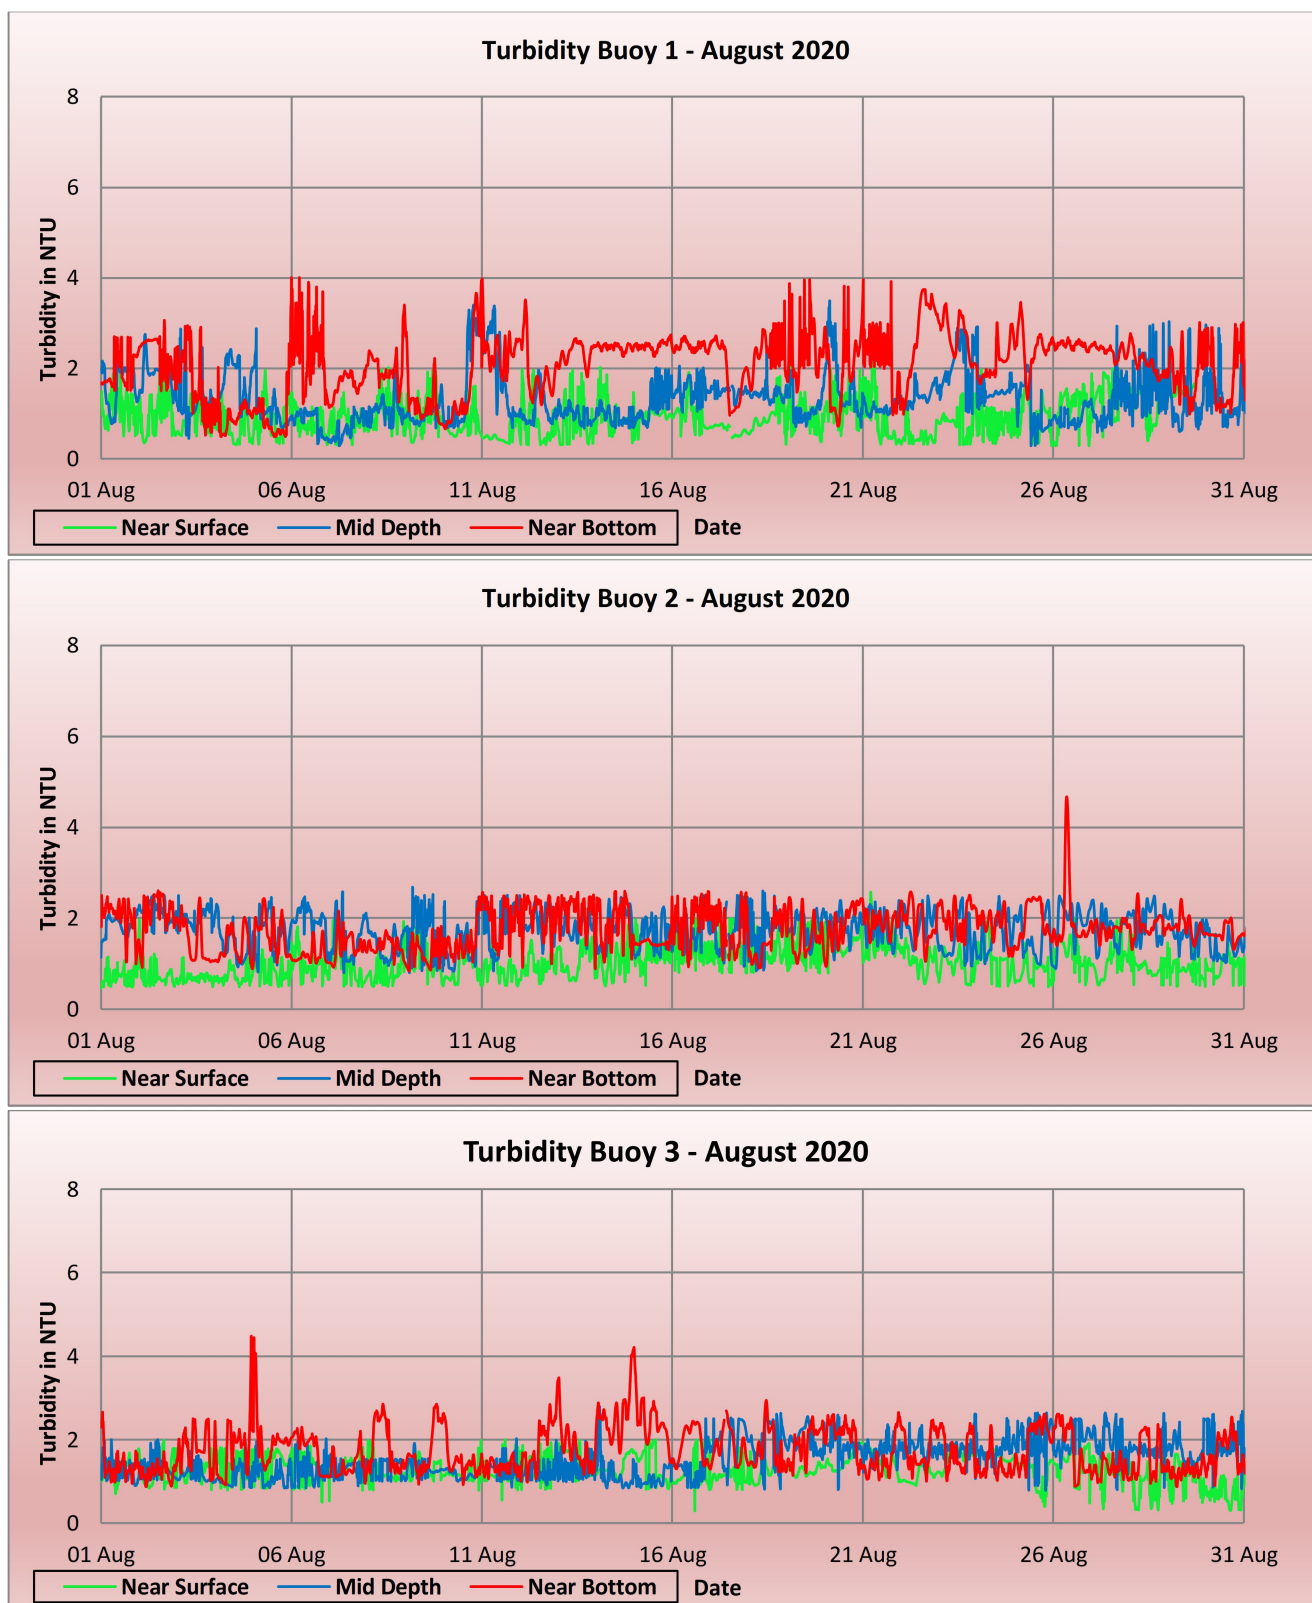 Turbidity Buoy 1 - August 2020
Turbidity in NTU
8
6
4
2
0
01 Aug 06 Aug 11 Aug 16 Aug 21 Aug 26 Aug 31 Aug
Near Surface Mid Depth Near Bottom Date
Turbidity Buoy 2 - August 2020
Turbidity in NTU
8
6
4
2
0
01 Aug 06 Aug 11 Aug 16 Aug 21 Aug 26 Aug 31 Aug
Near Surface Mid Depth Near Bottom Date
Turbidity Buoy 3 - August 2020
Turbidity in NTU
8
6
4
2
0
01 Aug 06 Aug 11 Aug 16 Aug 21 Aug 26 Aug 31 Aug
Near Surface Mid Depth Near Bottom Date